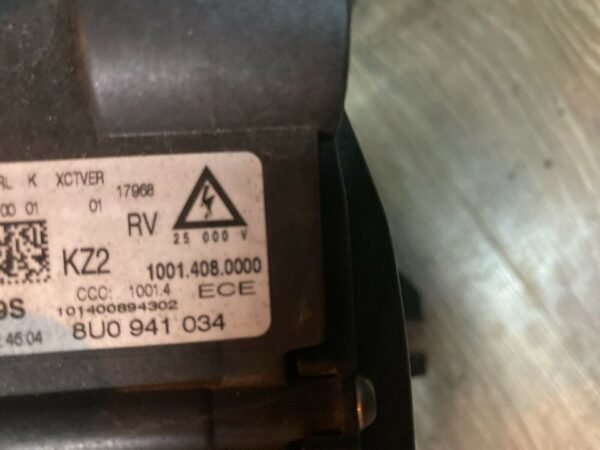 RL K XCTVER 17968
00 01 01
RV
25 000 V
KZ2 1001.408.0000
CCC: 1001.4 ECE
9S 101400894302
46:04 8U0 941 034